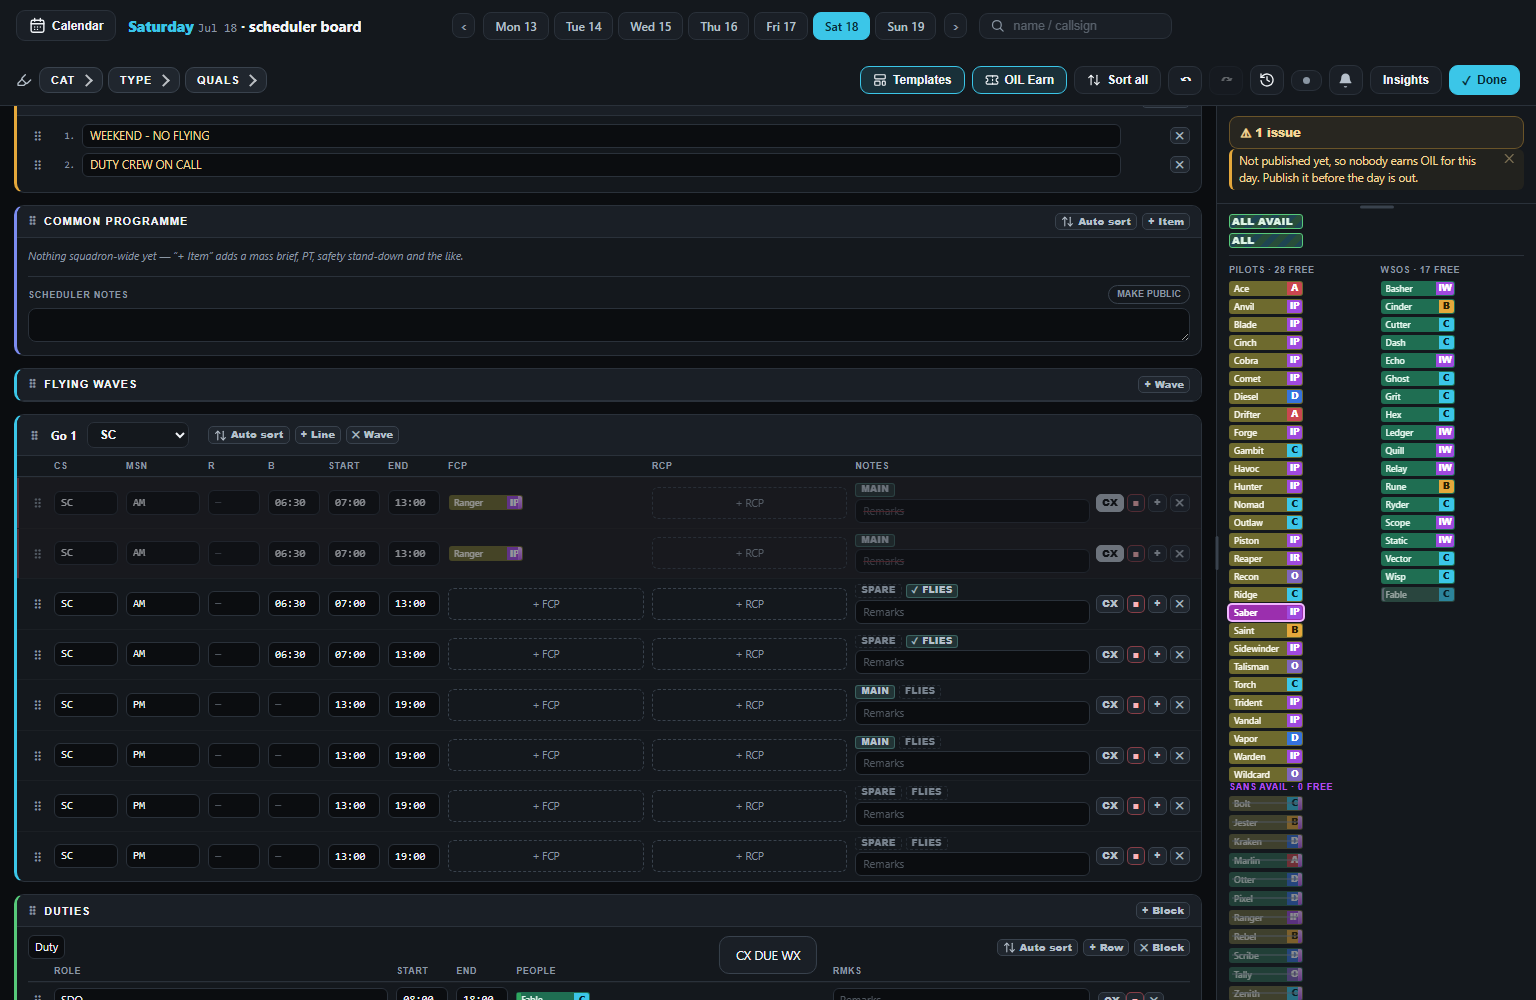 Calendar Saturday Jul 18 · scheduler board ‹ Mon 13 Tue 14 Wed 15 Thu 16 Fri 17 Sat 18 Sun 19 › name / callsign
CAT TYPE QUALS Templates OIL Earn Sort all Insights ✓ Done
1. WEEKEND - NO FLYING
2. DUTY CREW ON CALL
COMMON PROGRAMME Auto sort + Item
Nothing squadron-wide yet — "+ Item" adds a mass brief, PT, safety stand-down and the like.
SCHEDULER NOTES MAKE PUBLIC
FLYING WAVES + Wave
Go 1 SC Auto sort + Line ✕ Wave
CS MSN R B START END FCP RCP NOTES
MAIN
SC AM – 06:30 07:00 13:00 Ranger IP + RCP Remarks CX
MAIN
SC AM – 06:30 07:00 13:00 Ranger IP + RCP Remarks CX
SPARE ✓ FLIES
SC AM – 06:30 07:00 13:00 + FCP + RCP Remarks CX
SPARE ✓ FLIES
SC AM – 06:30 07:00 13:00 + FCP + RCP Remarks CX
MAIN FLIES
SC PM – – 13:00 19:00 + FCP + RCP Remarks CX
MAIN FLIES
SC PM – – 13:00 19:00 + FCP + RCP Remarks CX
SPARE FLIES
SC PM – – 13:00 19:00 + FCP + RCP Remarks CX
SPARE FLIES
SC PM – – 13:00 19:00 + FCP + RCP Remarks CX
DUTIES + Block
Duty Auto sort + Row ✕ Block
CX DUE WX
ROLE START END PEOPLE RMKS
SDO 08:00 18:00 Fable C Remarks CX
⚠ 1 issue
Not published yet, so nobody earns OIL for this
day. Publish it before the day is out.
ALL AVAIL
ALL
PILOTS · 28 FREE WSOS · 17 FREE
Ace A Basher IW
Anvil IP Cinder B
Blade IP Cutter C
Cinch IP Dash C
Cobra IP Echo IW
Comet IP Ghost C
Diesel D Grit C
Drifter A Hex C
Forge IP Ledger IW
Gambit C Quill IW
Havoc IP Relay IW
Hunter IP Rune B
Nomad C Ryder C
Outlaw C Scope IW
Piston IP Static IW
Reaper IR Vector C
Recon O Wisp C
Ridge C Fable C
Saber IP
Saint B
Sidewinder IP
Talisman O
Torch C
Trident IP
Vandal IP
Vapor D
Warden IP
Wildcard O
SANS AVAIL · 0 FREE
Bolt C
Jester B
Kraken D
Marlin A
Otter D
Pixel D
Ranger IP
Rebel B
Scribe D
Tally
Zenith